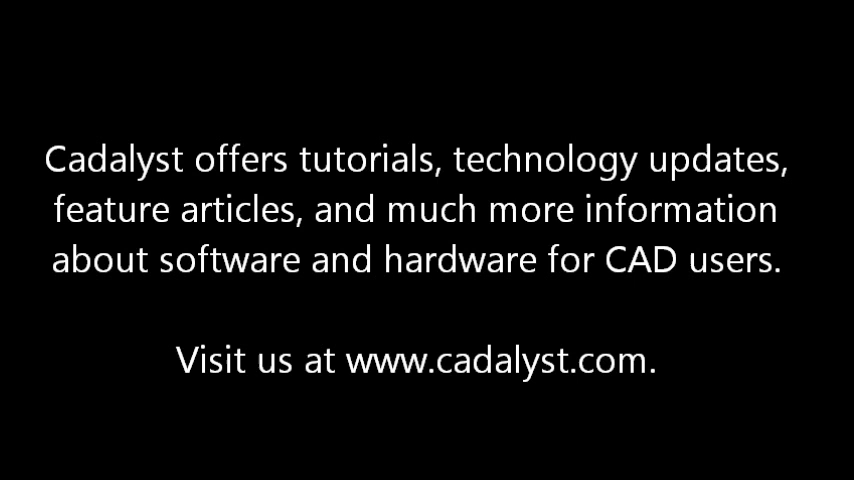 Cadalyst offers tutorials, technology updates,
feature articles, and much more information
about software and hardware for CAD users.
Visit us at www.cadalyst.com.